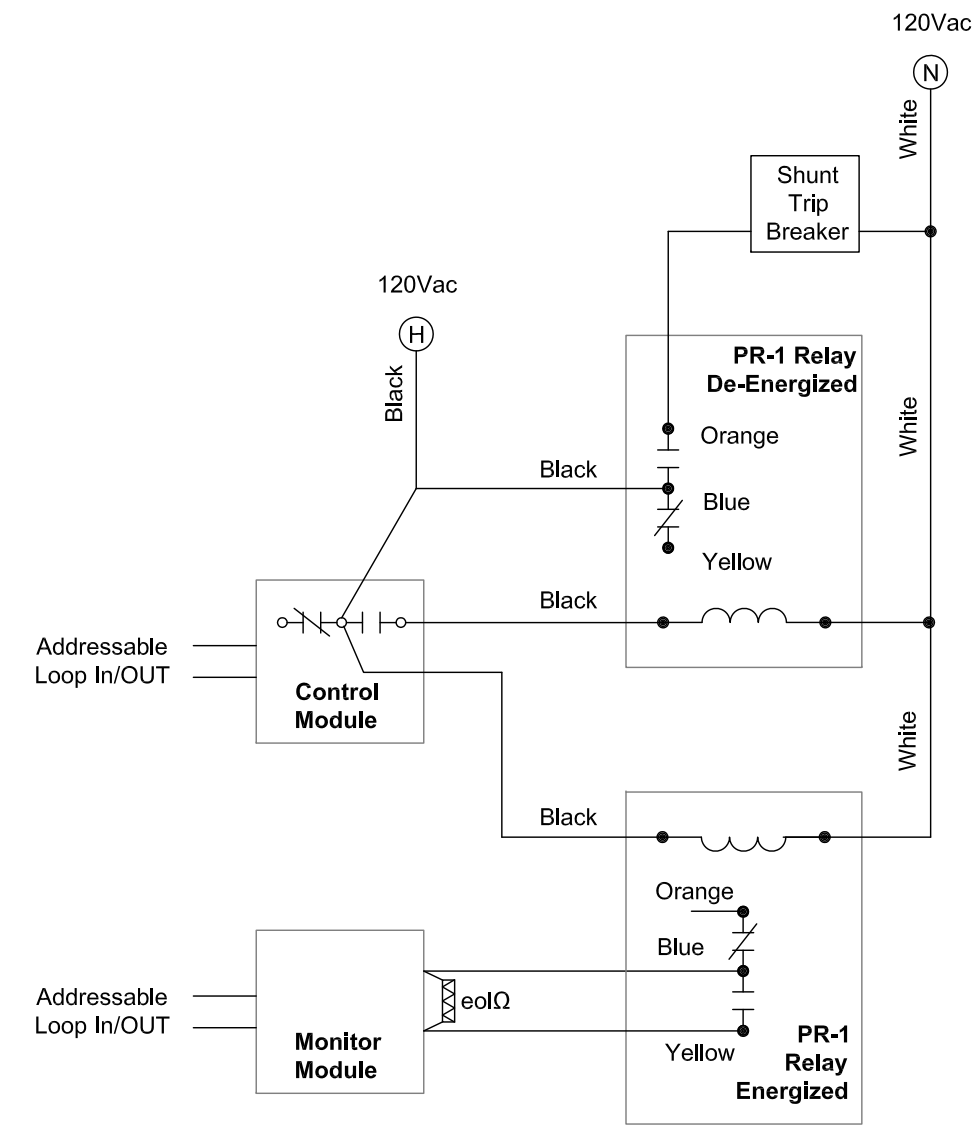 120Vac
N
White
Shunt
Trip
Breaker
120Vac
H
Black
PR-1 Relay
De-Energized
White
Orange
Black
Blue
Yellow
Black
Addressable
Loop In/OUT
Control
Module
White
Black
Orange
Blue
Addressable
Loop In/OUT
eolΩ
Monitor
Module
Yellow
PR-1
Relay
Energized